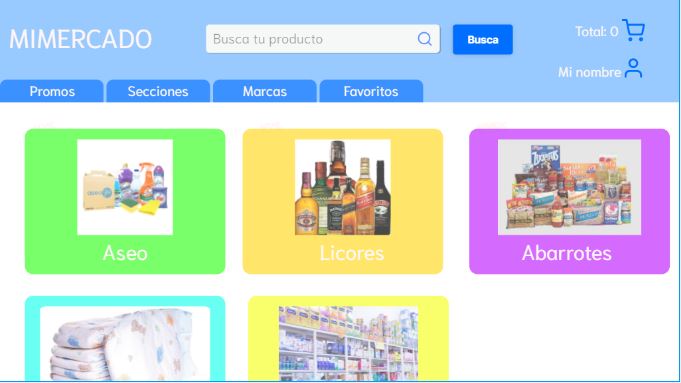 MIMERCADO
Busca tu producto
Busca
Total: 0
Mi nombre
Promos
Secciones
Marcas
Favoritos
Aseo
Licores
Abarrotes